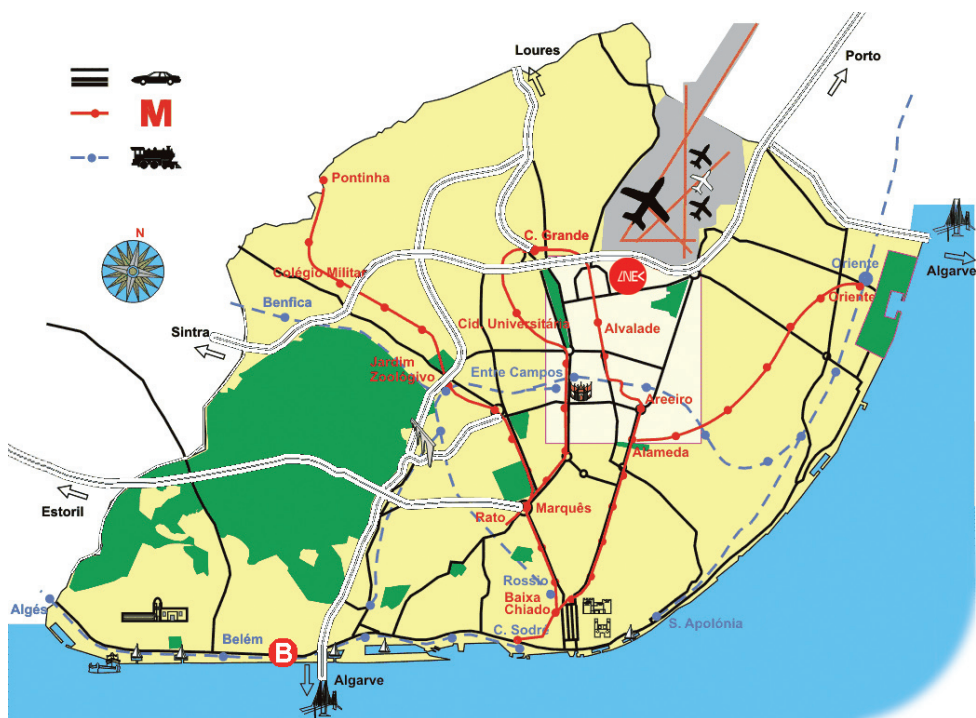 Loures
Porto
M
Pontinha
N
C. Grande
LNEC
Oriente
Algarve
Colégio Militar
Oriente
Benfica
Cid. Universitária
Alvalade
Sintra
Jardim
Zoológivo
Entre Campos
Areeiro
Alameda
Estoril
Rato
Marquês
Rossio
Baixa
Chiado
Algés
Belém
B
C. Sodré
S. Apolónia
Algarve